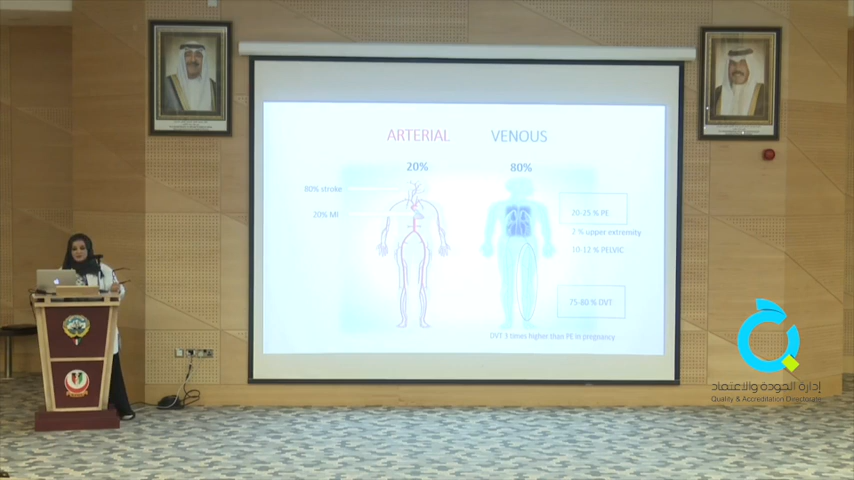 ARTERIAL
VENOUS
20%
80%
80% stroke
20% MI
20-25 % PE
2 % upper extremity
10-12 % PELVIC
75-80 % DVT
DVT 3 times higher than PE in pregnancy
إدارة الجودة والاعتماد
Quality & Accreditation Directorate